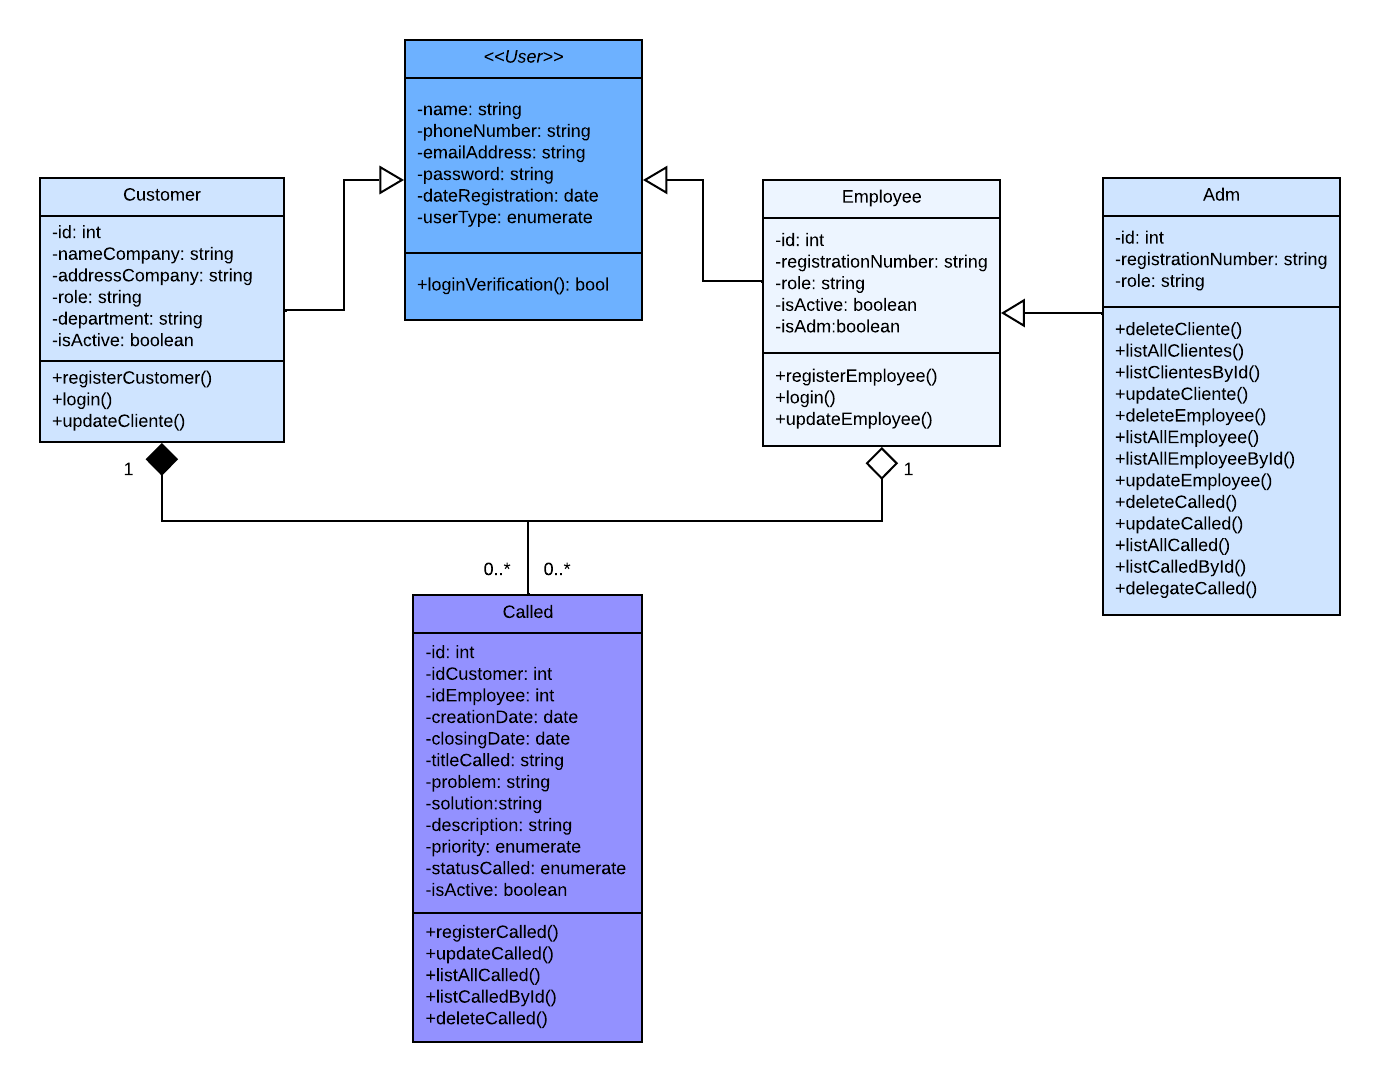 <<User>>
-name: string
-phoneNumber: string
-emailAddress: string
-password: string
-dateRegistration: date
-userType: enumerate
+loginVerification(): bool
Customer
-id: int
-nameCompany: string
-addressCompany: string
-role: string
-department: string
-isActive: boolean
+registerCustomer()
+login()
+updateCliente()
1
Employee
-id: int
-registrationNumber: string
-role: string
-isActive: boolean
-isAdm:boolean
+registerEmployee()
+login()
+updateEmployee()
1
Adm
-id: int
-registrationNumber: string
-role: string
+deleteCliente()
+listAllClientes()
+listClientesById()
+updateCliente()
+deleteEmployee()
+listAllEmployee()
+listAllEmployeeById()
+updateEmployee()
+deleteCalled()
+updateCalled()
+listAllCalled()
+listCalledById()
+delegateCalled()
0..*
0..*
Called
-id: int
-idCustomer: int
-idEmployee: int
-creationDate: date
-closingDate: date
-titleCalled: string
-problem: string
-solution:string
-description: string
-priority: enumerate
-statusCalled: enumerate
-isActive: boolean
+registerCalled()
+updateCalled()
+listAllCalled()
+listCalledById()
+deleteCalled()